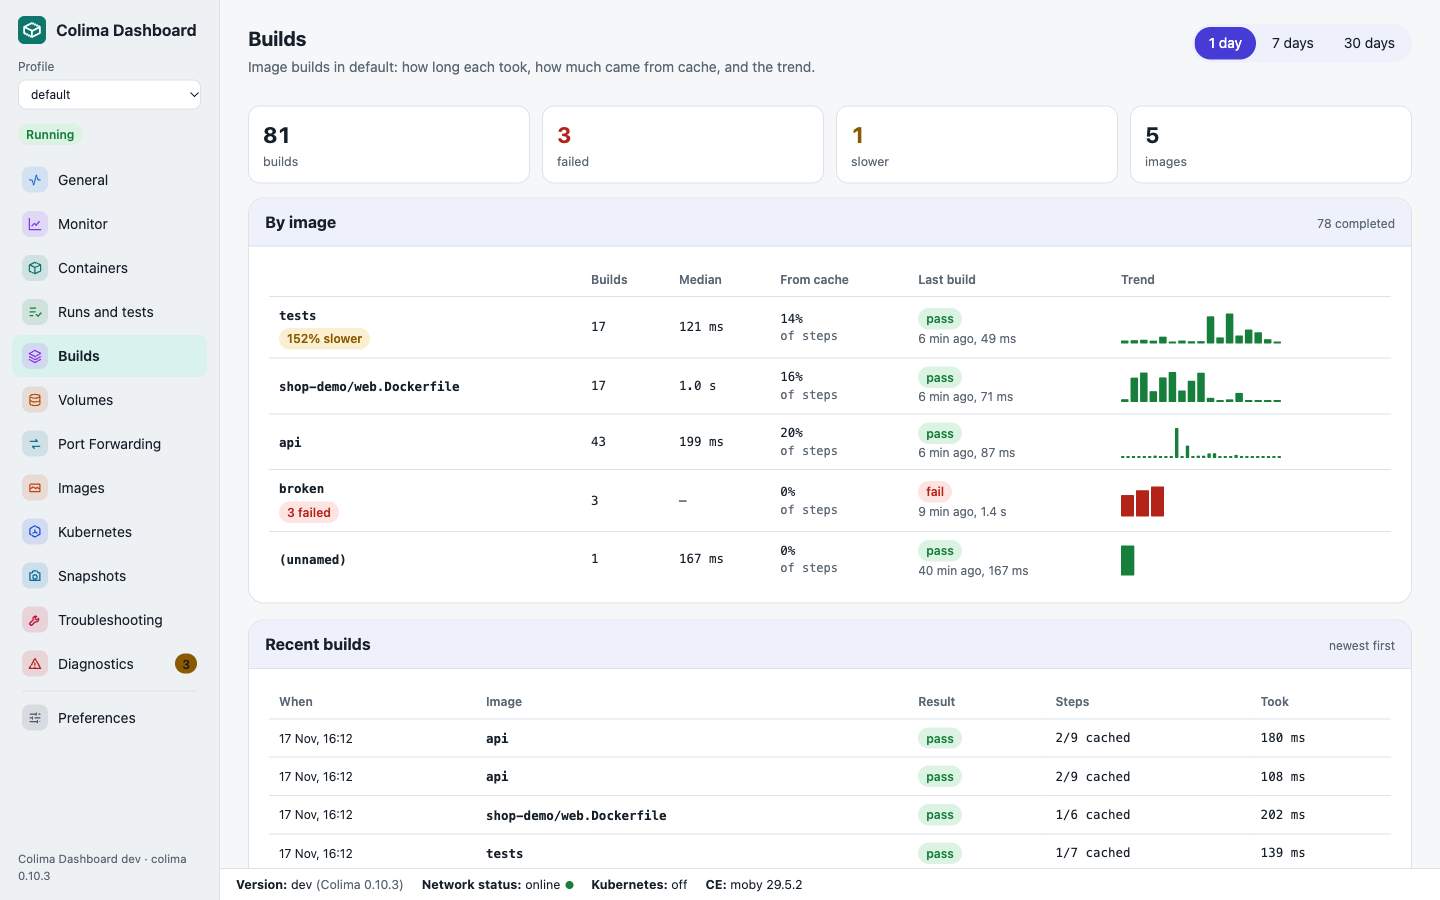 Colima Dashboard
Profile
default
Running
General
Monitor
Containers
Runs and tests
Builds
Volumes
Port Forwarding
Images
Kubernetes
Snapshots
Troubleshooting
Diagnostics 3
Preferences
Colima Dashboard dev · colima
0.10.3
Builds
Image builds in default: how long each took, how much came from cache, and the trend.
1 day 7 days 30 days
81
builds
3
failed
1
slower
5
images
By image 78 completed
Builds Median From cache Last build Trend
tests
152% slower
17 121 ms 14%
of steps
pass
6 min ago, 49 ms
shop-demo/web.Dockerfile 17 1.0 s 16%
of steps
pass
6 min ago, 71 ms
api 43 199 ms 20%
of steps
pass
6 min ago, 87 ms
broken
3 failed
3 – 0%
of steps
fail
9 min ago, 1.4 s
(unnamed) 1 167 ms 0%
of steps
pass
40 min ago, 167 ms
Recent builds newest first
When Image Result Steps Took
17 Nov, 16:12 api pass 2/9 cached 180 ms
17 Nov, 16:12 api pass 2/9 cached 108 ms
17 Nov, 16:12 shop-demo/web.Dockerfile pass 1/6 cached 202 ms
17 Nov, 16:12 tests pass 1/7 cached 139 ms
Version: dev (Colima 0.10.3) Network status: online Kubernetes: off CE: moby 29.5.2